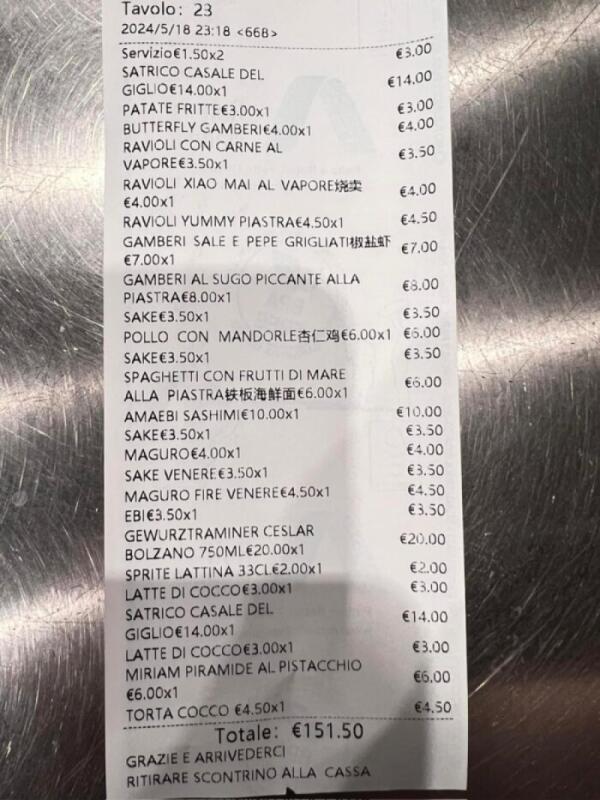 Tavolo: 23
2024/5/18 23:18 <66B>
Servizio€1.50x2 €3.00
SATRICO CASALE DEL
GIGLIO€14.00x1 €14.00
PATATE FRITTE€3.00x1 €3.00
BUTTERFLY GAMBERI€4.00x1 €4.00
RAVIOLI CON CARNE AL
VAPORE€3.50x1 €3.50
RAVIOLI XIAO MAI AL VAPORE烧卖
€4.00x1 €4.00
RAVIOLI YUMMY PIASTRA€4.50x1 €4.50
GAMBERI SALE E PEPE GRIGLIATI椒盐虾
€7.00x1 €7.00
GAMBERI AL SUGO PICCANTE ALLA
PIASTRA€8.00x1 €8.00
SAKE€3.50x1 €3.50
POLLO CON MANDORLE杏仁鸡€6.00x1 €6.00
SAKE€3.50x1 €3.50
SPAGHETTI CON FRUTTI DI MARE
ALLA PIASTRA铁板海鲜面€6.00x1 €6.00
AMAEBI SASHIMI€10.00x1 €10.00
SAKE€3.50x1 €3.50
MAGURO€4.00x1 €4.00
SAKE VENERE€3.50x1 €3.50
MAGURO FIRE VENERE€4.50x1 €4.50
EBI€3.50x1 €3.50
GEWURZTRAMINER CESLAR
BOLZANO 750ML€20.00x1 €20.00
SPRITE LATTINA 33CL€2.00x1 €2.00
LATTE DI COCCO€3.00x1 €3.00
SATRICO CASALE DEL
GIGLIO€14.00x1 €14.00
LATTE DI COCCO€3.00x1 €3.00
MIRIAM PIRAMIDE AL PISTACCHIO
€6.00x1 €6.00
TORTA COCCO €4.50x1 €4.50
Totale: €151.50
GRAZIE E ARRIVEDERCI
RITIRARE SCONTRINO ALLA CASSA